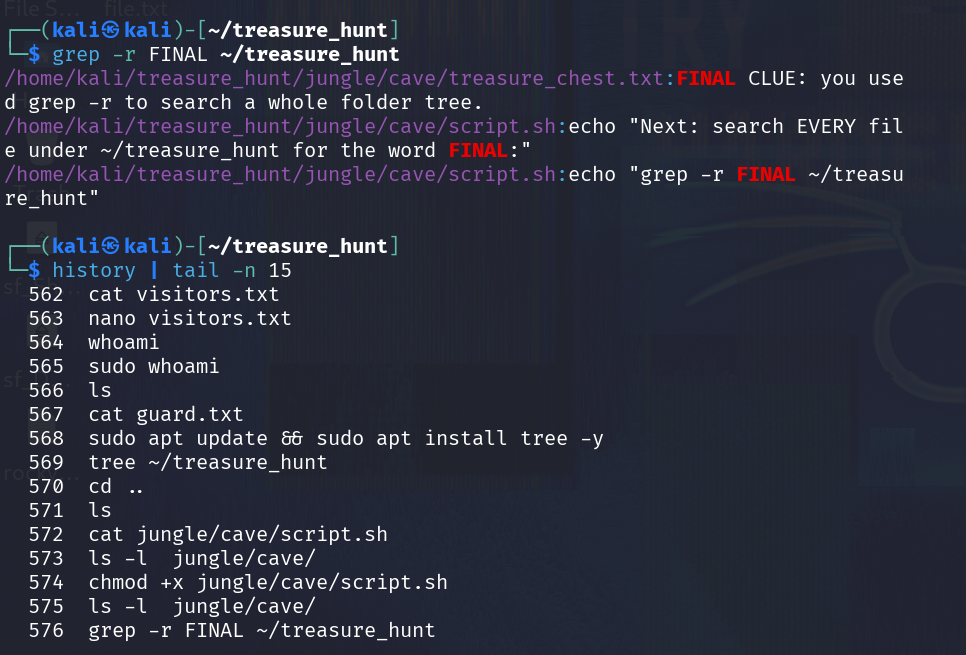 File S... file.txt
┌──(kali㉿kali)-[~/treasure_hunt]
└─$ grep -r FINAL ~/treasure_hunt
/home/kali/treasure_hunt/jungle/cave/treasure_chest.txt:FINAL CLUE: you use
d grep -r to search a whole folder tree.
/home/kali/treasure_hunt/jungle/cave/script.sh:echo "Next: search EVERY fil
e under ~/treasure_hunt for the word FINAL:"
/home/kali/treasure_hunt/jungle/cave/script.sh:echo "grep -r FINAL ~/treasu
re_hunt"
┌──(kali㉿kali)-[~/treasure_hunt]
└─$ history | tail -n 15
562 cat visitors.txt
563 nano visitors.txt
564 whoami
565 sudo whoami
566 ls
567 cat guard.txt
568 sudo apt update && sudo apt install tree -y
569 tree ~/treasure_hunt
570 cd ..
571 ls
572 cat jungle/cave/script.sh
573 ls -l  jungle/cave/
574 chmod +x jungle/cave/script.sh
575 ls -l  jungle/cave/
576 grep -r FINAL ~/treasure_hunt